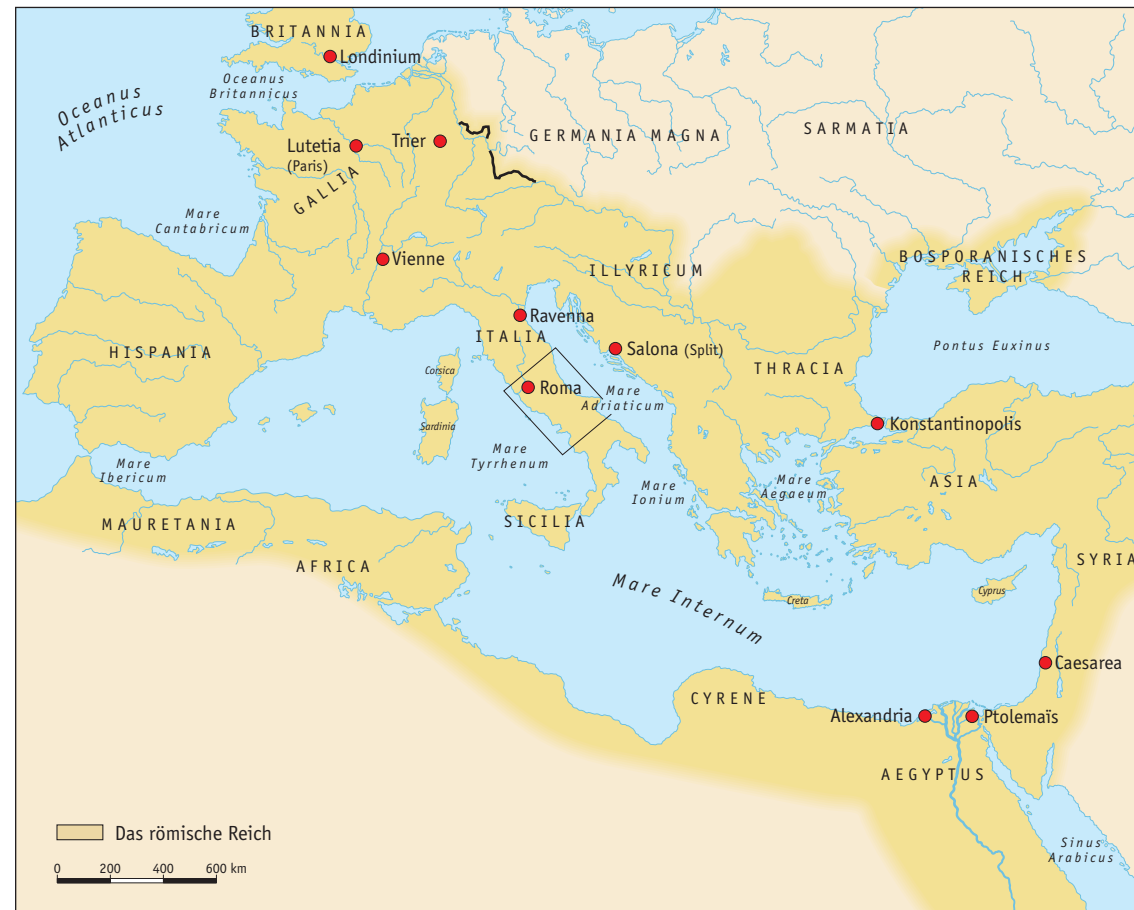 BRITANNIA
Londinium
Oceanus
Britannicus
Oceanus
Atlanticus
GERMANIA MAGNA
SARMATIA
Lutetia
(Paris)
Trier
GALLIA
Mare
Cantabricum
Vienne
ILLYRICUM
BOSPORANISCHES
REICH
Ravenna
ITALIA
HISPANIA
Salona (Split)
Pontus Euxinus
Corsica
THRACIA
Roma
Mare
Adriaticum
Sardinia
Konstantinopolis
Mare
Tyrrhenum
Mare
Ibericum
Mare
Ionium
Mare
Aegaeum
ASIA
MAURETANIA
SICILIA
AFRICA
SYRIA
Mare Internum
Creta
Cyprus
Caesarea
CYRENE
Alexandria
Ptolemaïs
AEGYPTUS
Das römische Reich
Sinus
Arabicus
0 200 400 600 km